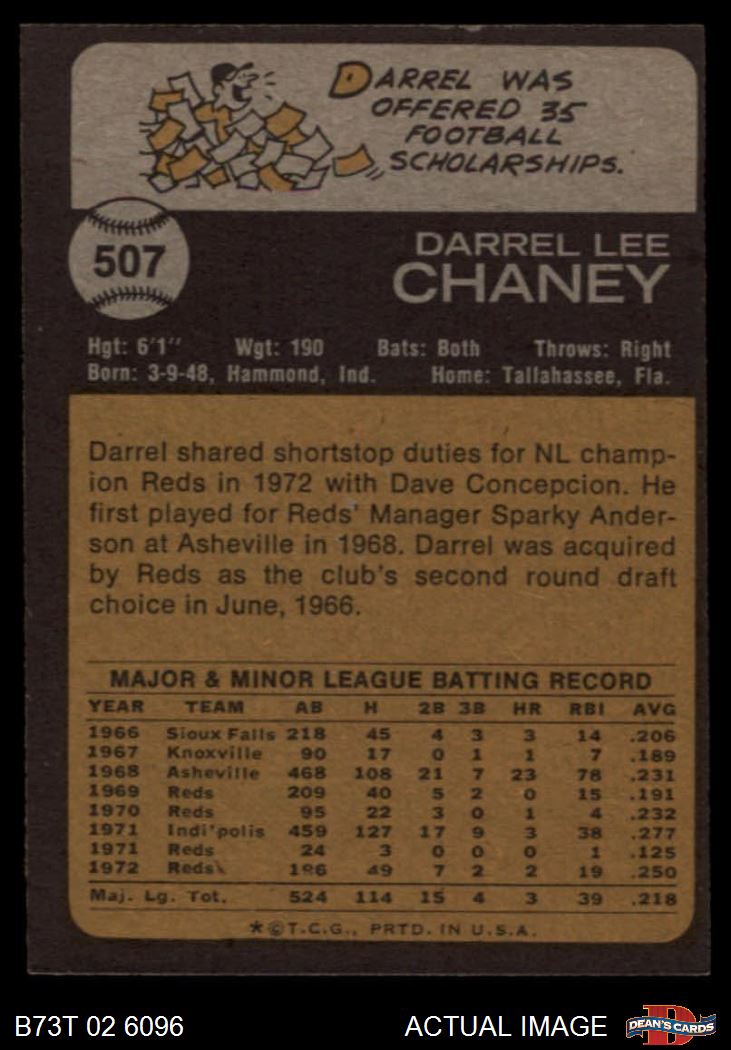 DARREL WAS
OFFERED 35
FOOTBALL
SCHOLARSHIPS.
507
DARREL LEE
CHANEY
Hgt: 6'1" Wgt: 190 Bats: Both Throws: Right
Born: 3-9-48, Hammond, Ind. Home: Tallahassee, Fla.
Darrel shared shortstop duties for NL champ-
ion Reds in 1972 with Dave Concepcion. He
first played for Reds' Manager Sparky Ander-
son at Asheville in 1968. Darrel was acquired
by Reds as the club's second round draft
choice in June, 1966.
MAJOR & MINOR LEAGUE BATTING RECORD
YEAR TEAM AB H 2B 3B HR RBI AVG
1966 Sioux Falls 218 45 4 3 3 14 .206
1967 Knoxville 90 17 0 1 1 7 .189
1968 Asheville 468 108 21 7 23 78 .231
1969 Reds 209 40 5 2 0 15 .191
1970 Reds 95 22 3 0 1 4 .232
1971 Indi'polis 459 127 17 9 3 38 .277
1971 Reds 24 3 0 0 0 1 .125
1972 Reds 196 49 7 2 2 19 .250
Maj. Lg. Tot. 524 114 15 4 3 39 .218
*©T.C.G., PRTD. IN U.S.A.
B73T 02 6096 ACTUAL IMAGE
D
DEAN'S CARDS